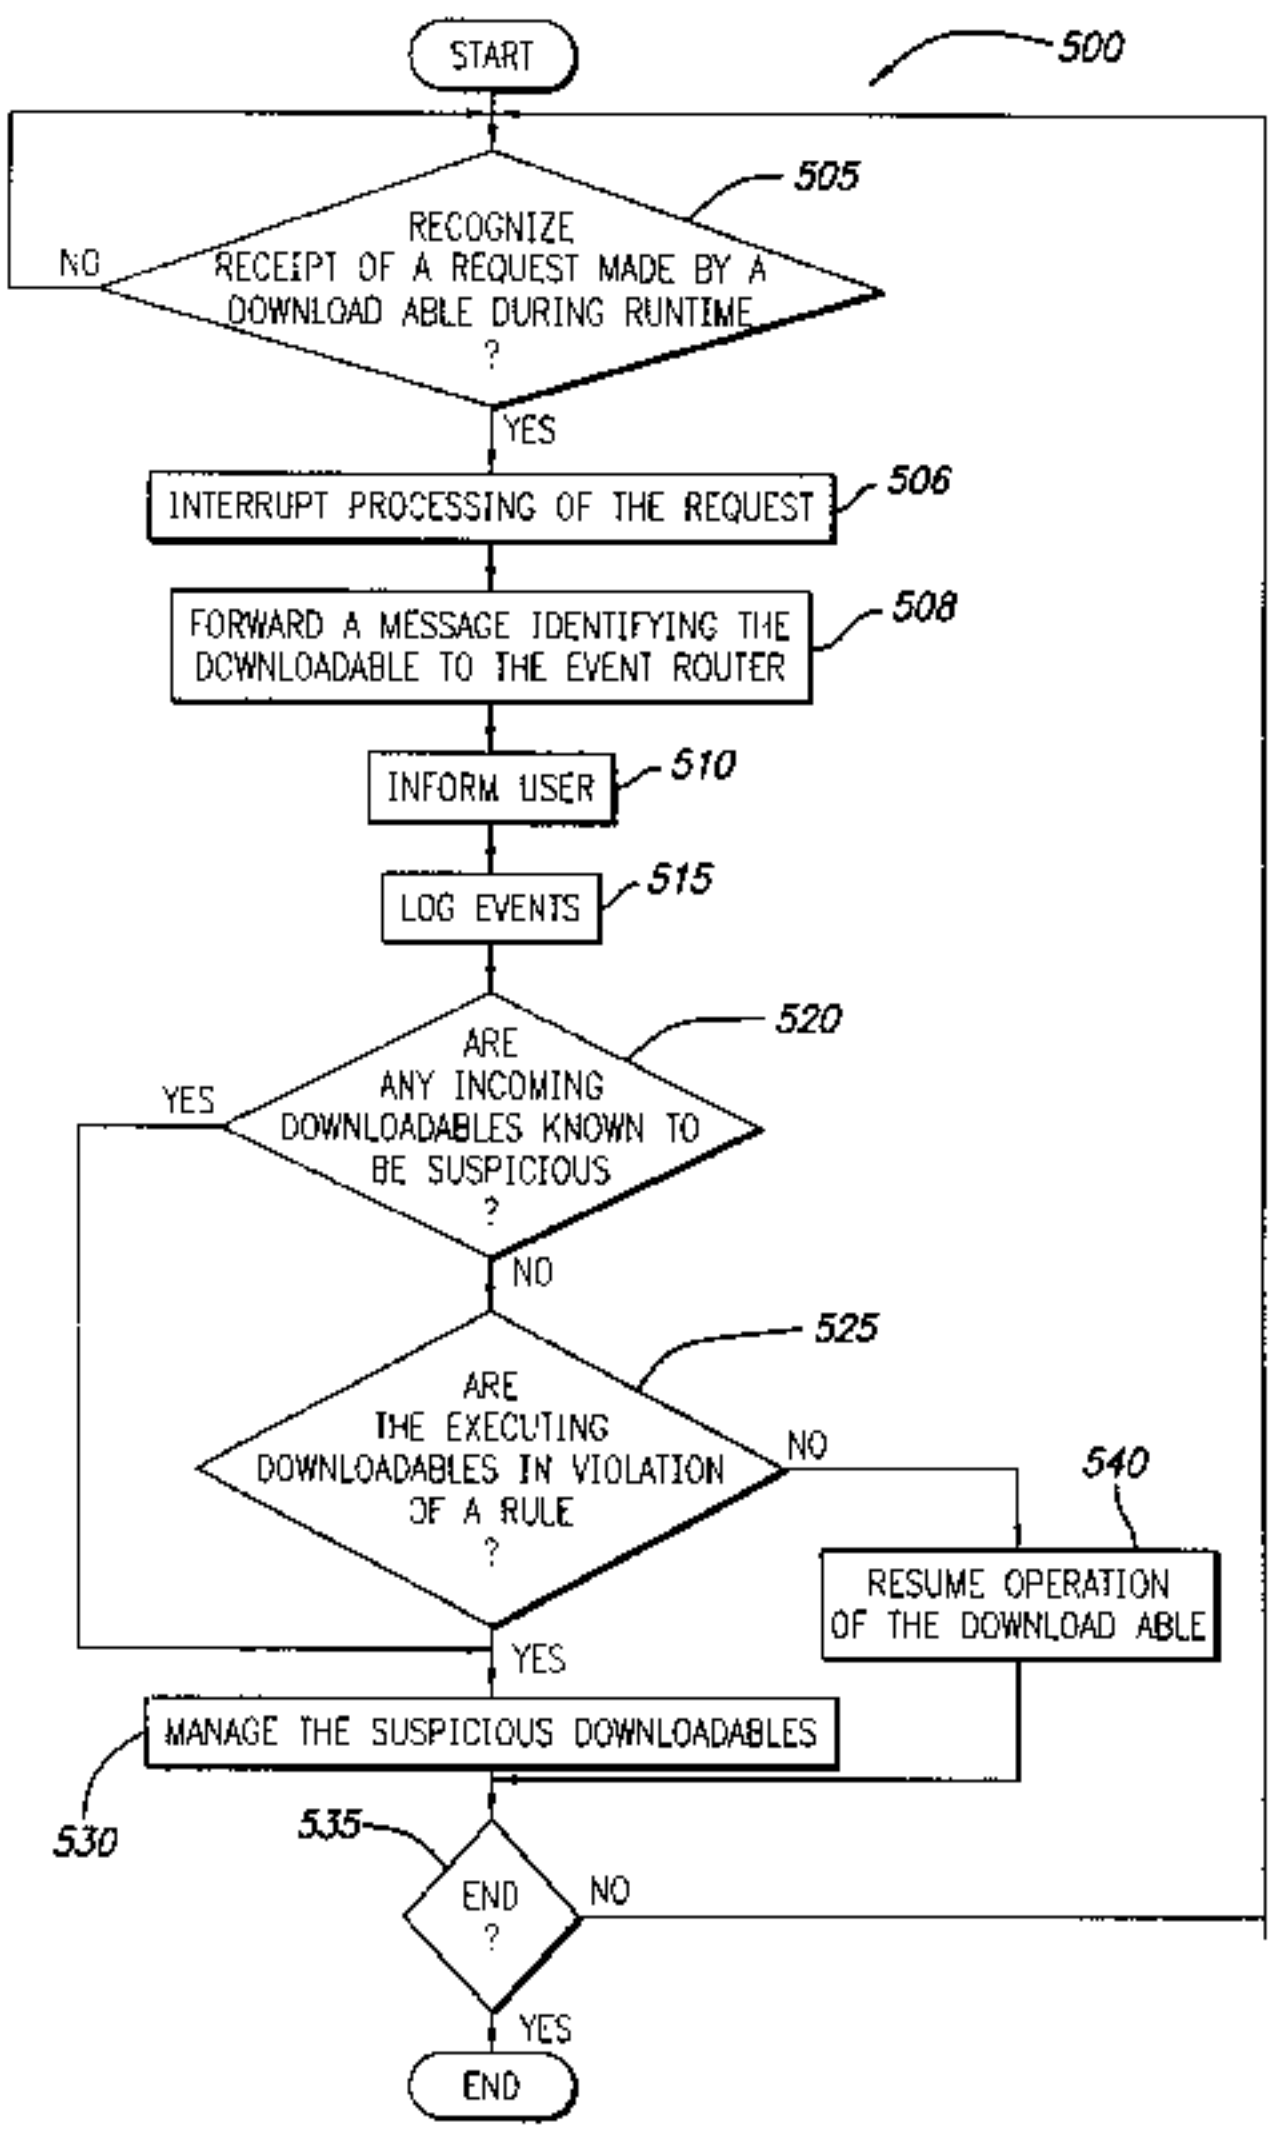 START
500
505
RECOGNIZE
NO
RECEIPT OF A REQUEST MADE BY A
DOWNLOAD ABLE DURING RUNTIME
?
YES
506
INTERRUPT PROCESSING OF THE REQUEST
508
FORWARD A MESSAGE IDENTIFYING THE
DOWNLOADABLE TO THE EVENT ROUTER
510
INFORM USER
515
LOG EVENTS
520
ARE
YES
ANY INCOMING
DOWNLOADABLES KNOWN TO
BE SUSPICIOUS
?
NO
525
ARE
THE EXECUTING
NO
DOWNLOADABLES IN VIOLATION
540
OF A RULE
?
RESUME OPERATION
OF THE DOWNLOAD ABLE
YES
MANAGE THE SUSPICIOUS DOWNLOADABLES
530
535
END
NO
?
YES
END